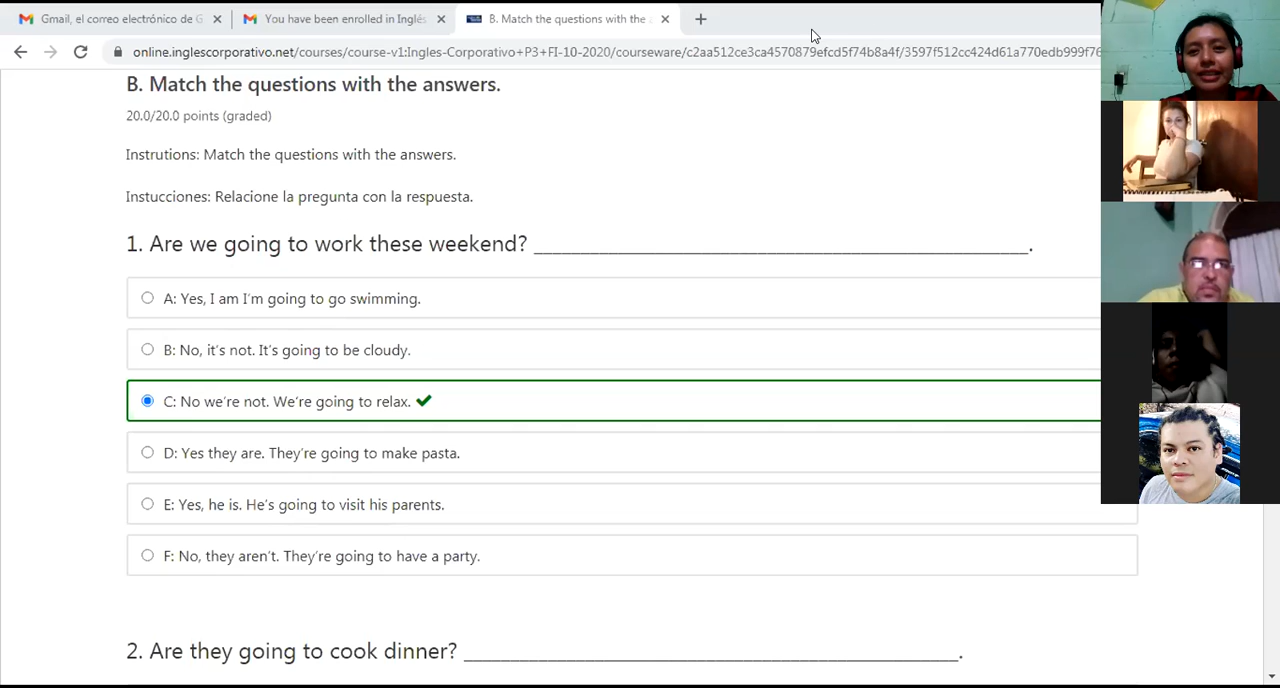 Gmail, el correo electrónico de G
You have been enrolled in Inglés
B. Match the questions with the
online.inglescorporativo.net/courses/course-v1:Ingles-Corporativo+P3+FI-10-2020/courseware/c2aa512ce3ca4570879efcd5f74b8a4f/3597f512cc424d61a770edb999f76
B. Match the questions with the answers.
20.0/20.0 points (graded)
Instrutions: Match the questions with the answers.
Instucciones: Relacione la pregunta con la respuesta.
1. Are we going to work these weekend? ______________________________________________.
A: Yes, I am I'm going to go swimming.
B: No, it's not. It's going to be cloudy.
C: No we're not. We're going to relax.
D: Yes they are. They're going to make pasta.
E: Yes, he is. He's going to visit his parents.
F: No, they aren't. They're going to have a party.
2. Are they going to cook dinner? ______________________________________________.